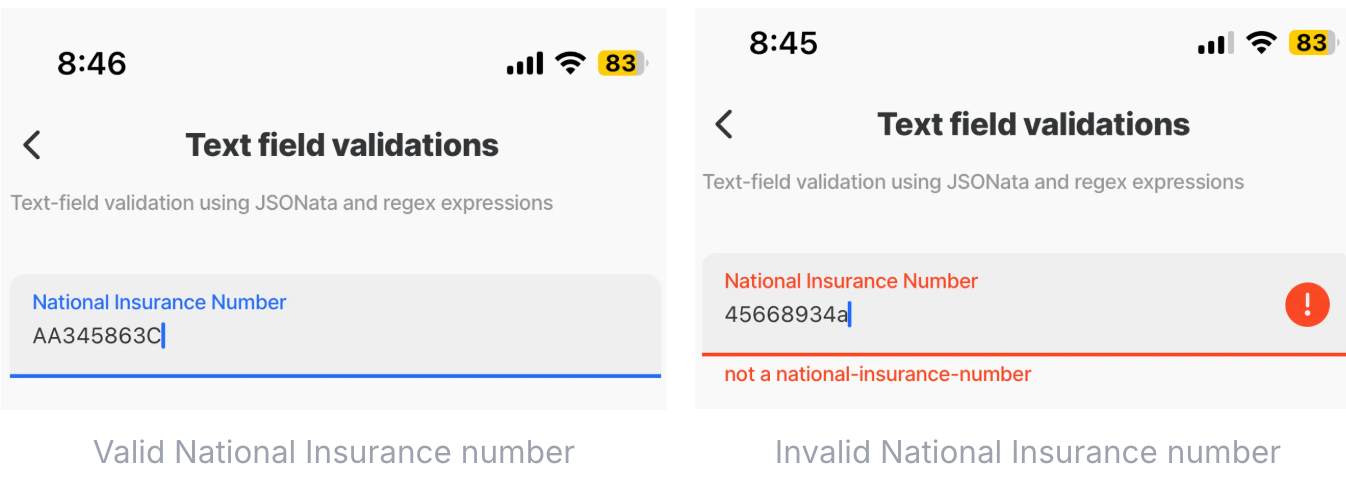 8:46
83
Text field validations
Text-field validation using JSONata and regex expressions
National Insurance Number
AA345863C
Valid National Insurance number
8:45
83
Text field validations
Text-field validation using JSONata and regex expressions
National Insurance Number
45668934a
!
not a national-insurance-number
Invalid National Insurance number